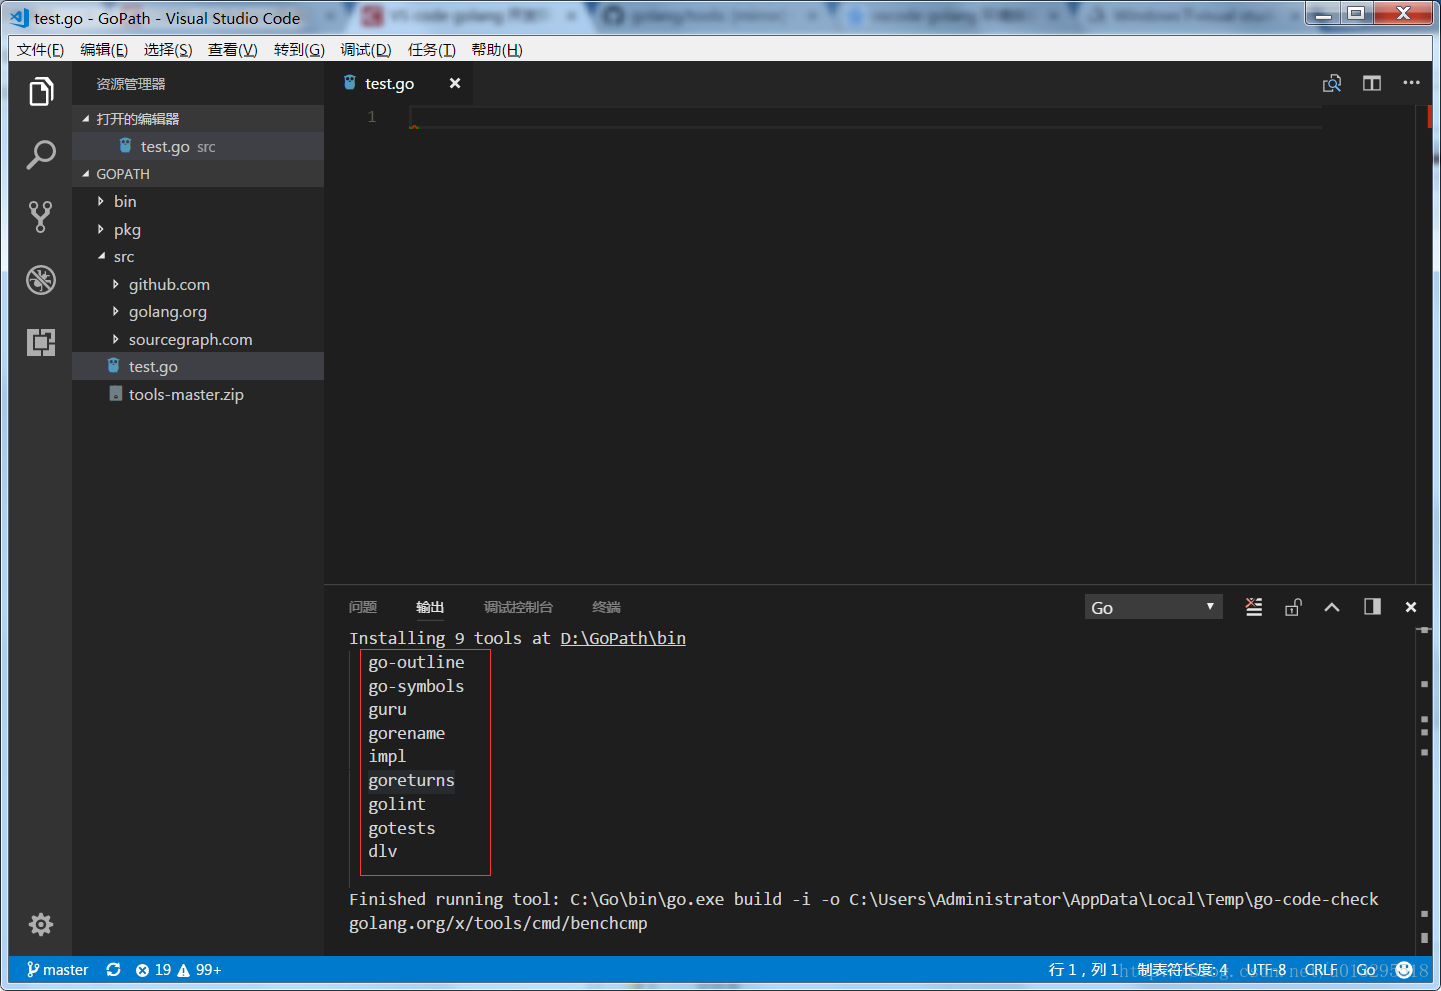 test.go - GoPath - Visual Studio Code
文件(F) 编辑(E) 选择(S) 查看(V) 转到(G) 调试(D) 任务(T) 帮助(H)
资源管理器
test.go
打开的编辑器
1
test.go src
GOPATH
bin
pkg
src
github.com
golang.org
sourcegraph.com
test.go
tools-master.zip
问题 输出 调试控制台 终端
Go
Installing 9 tools at D:\GoPath\bin
go-outline
go-symbols
guru
gorename
impl
goreturns
golint
gotests
dlv
Finished running tool: C:\Go\bin\go.exe build -i -o C:\Users\Administrator\AppData\Local\Temp\go-code-check
golang.org/x/tools/cmd/benchcmp
master 19 99+
行 1，列 1 制表符长度: 4 UTF-8 CRLF Go